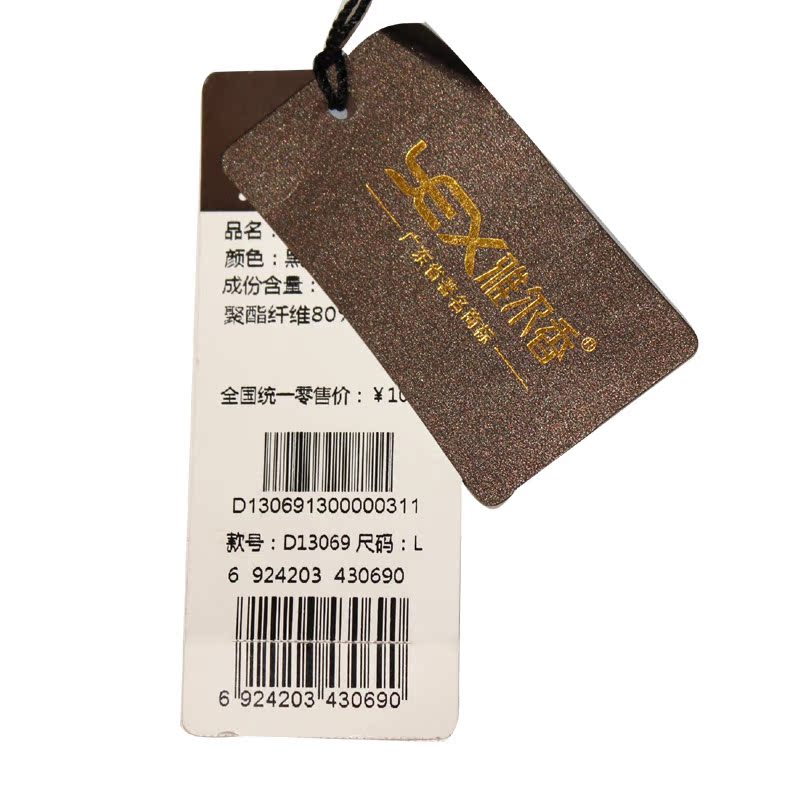 YEX雅尔香®
广东省著名商标
品名：
颜色：黑
成份含量：
聚酯纤维80%
全国统一零售价：￥10
D130691300000311
款号：D13069 尺码：L
6 924203 430690
6 924203 430690